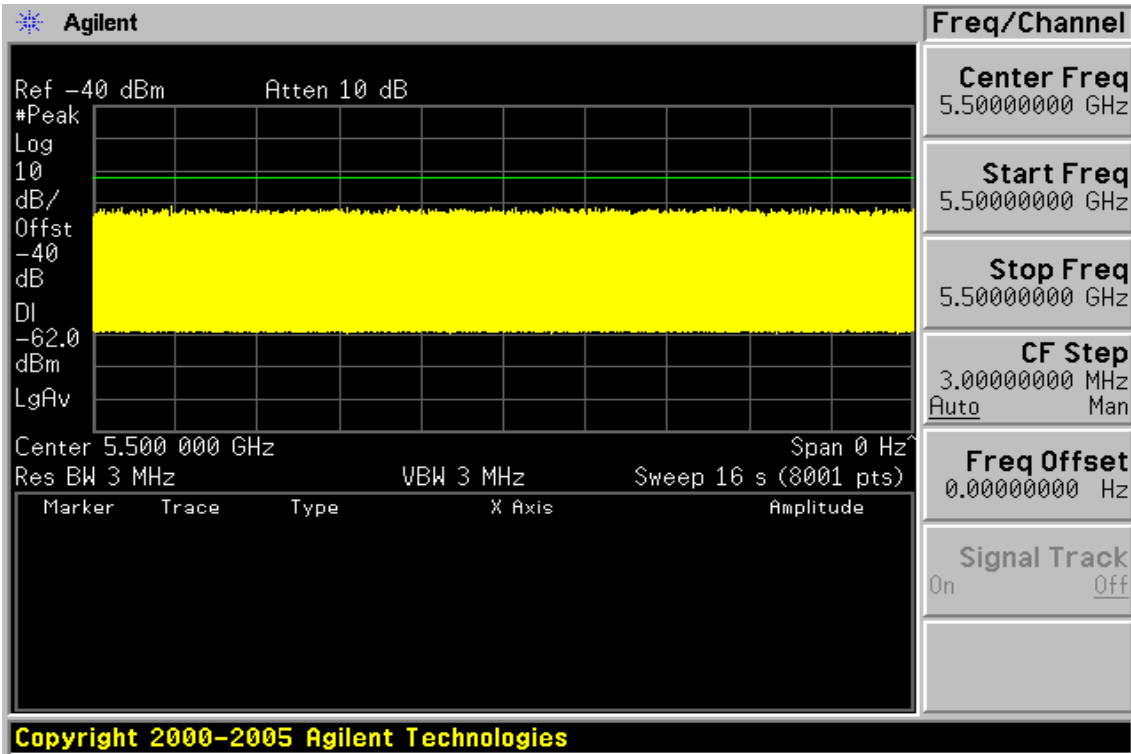 Agilent
Freq/Channel
Ref -40 dBm Atten 10 dB
#Peak
Log
10
dB/
Offst
-40
dB
DI
-62.0
dBm
LgAv
Center 5.500 000 GHz Span 0 Hz^
Res BW 3 MHz VBW 3 MHz Sweep 16 s (8001 pts)
Marker Trace Type X Axis Amplitude
Center Freq
5.50000000 GHz
Start Freq
5.50000000 GHz
Stop Freq
5.50000000 GHz
CF Step
3.00000000 MHz
Auto Man
Freq Offset
0.00000000 Hz
Signal Track
On Off
Copyright 2000-2005 Agilent Technologies